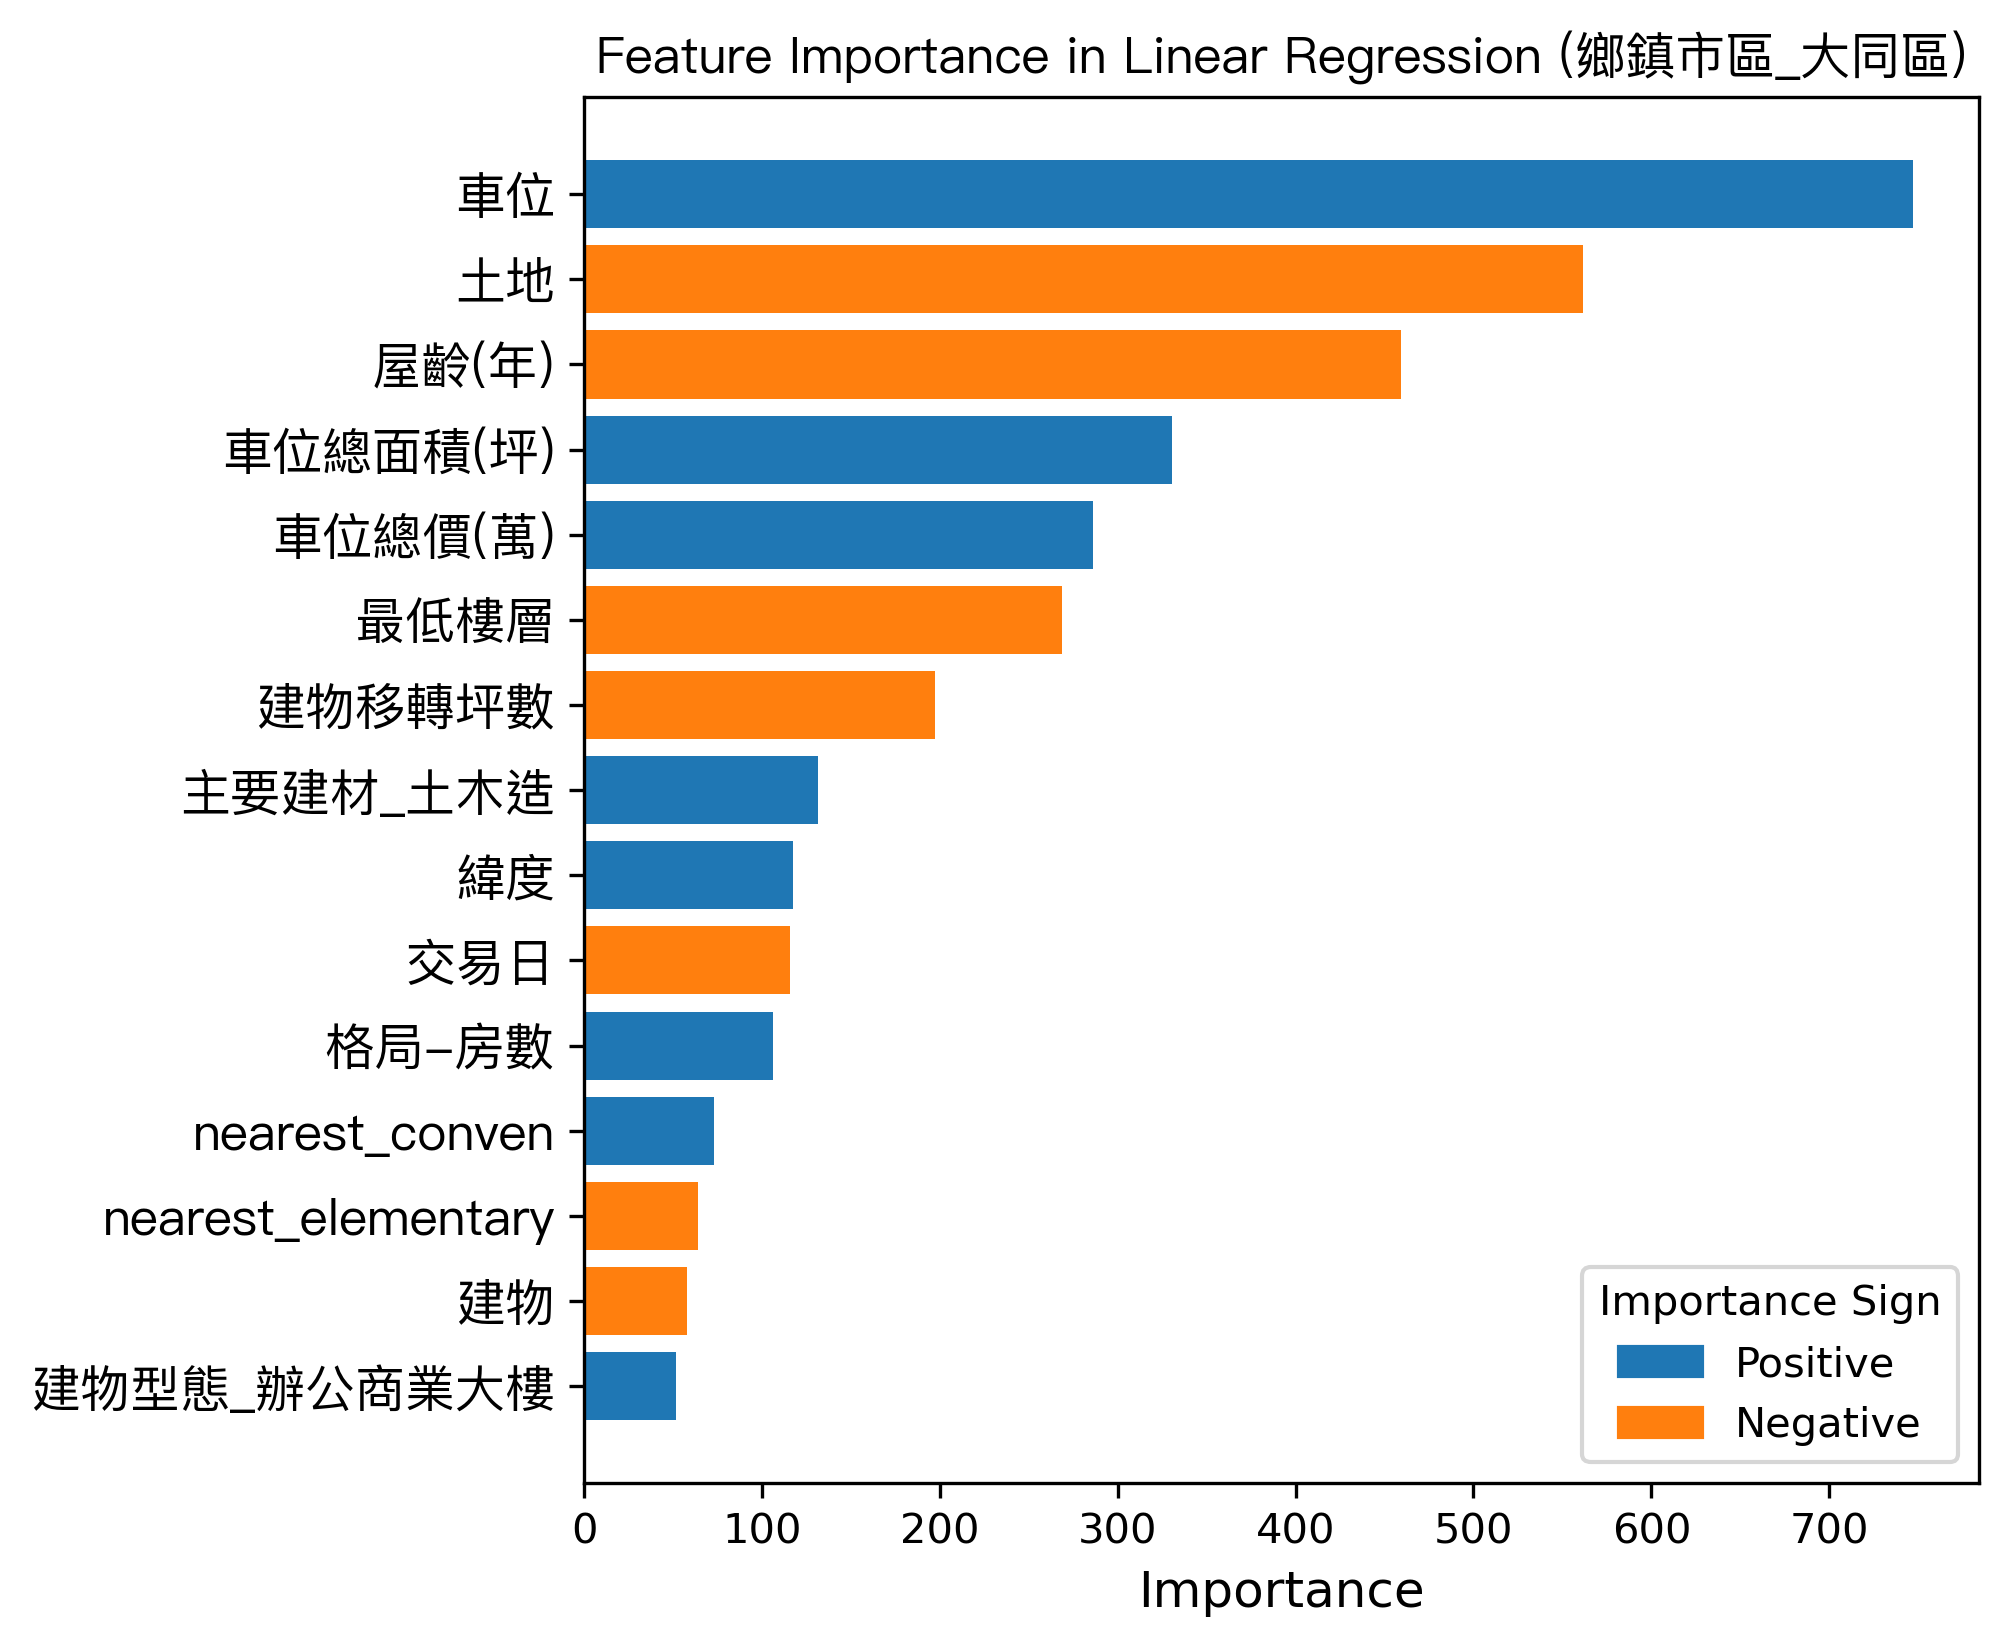 Feature Importance in Linear Regression (鄉鎮市區_大同區)
車位
土地
屋齡(年)
車位總面積(坪)
車位總價(萬)
最低樓層
建物移轉坪數
主要建材_土木造
緯度
交易日
格局-房數
nearest_conven
nearest_elementary
建物
建物型態_辦公商業大樓
Importance Sign
Positive
Negative
0 100 200 300 400 500 600 700
Importance